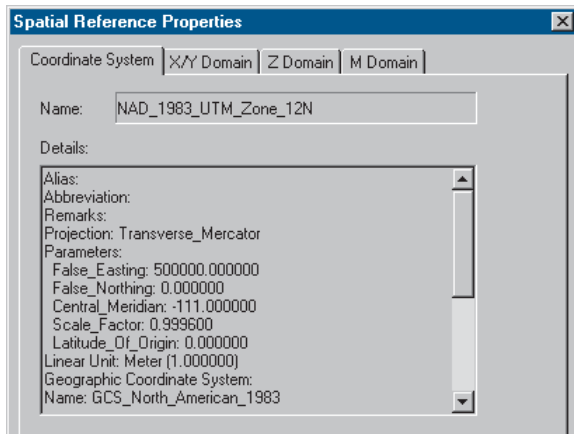 Spatial Reference Properties
Coordinate System X/Y Domain Z Domain M Domain
Name: NAD_1983_UTM_Zone_12N
Details:
Alias:
Abbreviation:
Remarks:
Projection: Transverse_Mercator
Parameters:
False_Easting: 500000.000000
False_Northing: 0.000000
Central_Meridian: -111.000000
Scale_Factor: 0.999600
Latitude_Of_Origin: 0.000000
Linear Unit: Meter (1.000000)
Geographic Coordinate System:
Name: GCS_North_American_1983